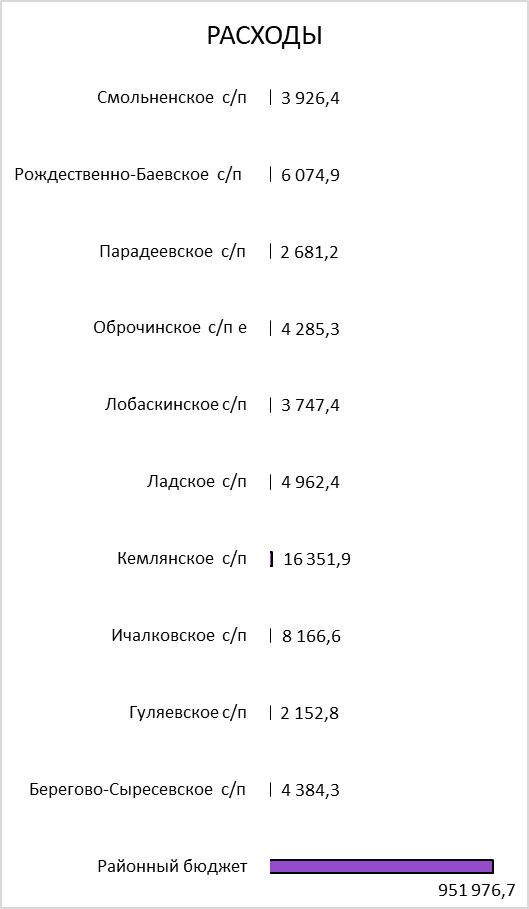 РАСХОДЫ
Смольненское с/п 3 926,4
Рождественно-Баевское с/п 6 074,9
Парадеевское с/п 2 681,2
Оброчинское с/п е 4 285,3
Лобаскинское с/п 3 747,4
Ладское с/п 4 962,4
Кемлянское с/п 16 351,9
Ичалковское с/п 8 166,6
Гуляевское с/п 2 152,8
Берегово-Сыресевское с/п 4 384,3
Районный бюджет
951 976,7